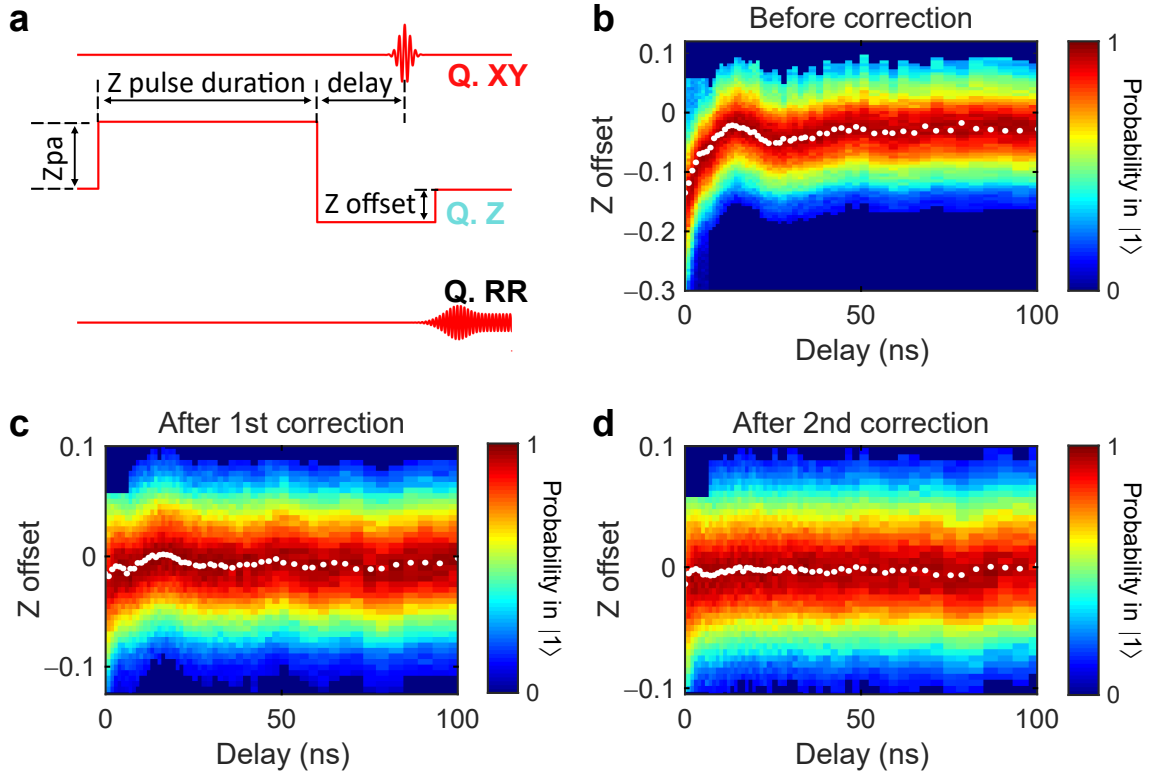 a
Q. XY
Z pulse duration
delay
Zpa
Z offset
Q. Z
Q. RR
b
Before correction
0.1
0
−0.1
−0.2
−0.3
Z offset
0
50
100
Delay (ns)
1
0
Probability in |1⟩
c
After 1st correction
0.1
0
−0.1
Z offset
0
50
100
Delay (ns)
1
0
Probability in |1⟩
d
After 2nd correction
0.1
0
−0.1
Z offset
0
50
100
Delay (ns)
1
0
Probability in |1⟩